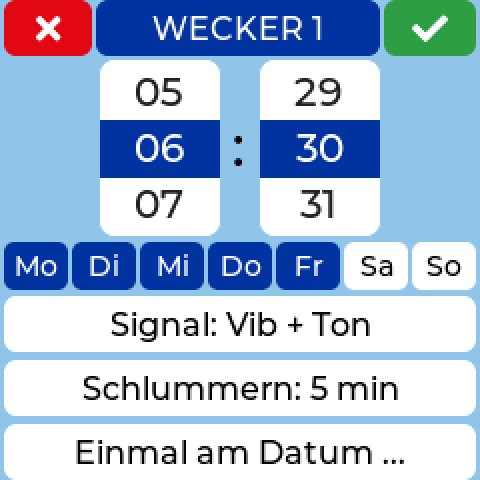 WECKER 1
05 29
06 : 30
07 31
Mo Di Mi Do Fr Sa So
Signal: Vib + Ton
Schlummern: 5 min
Einmal am Datum ...